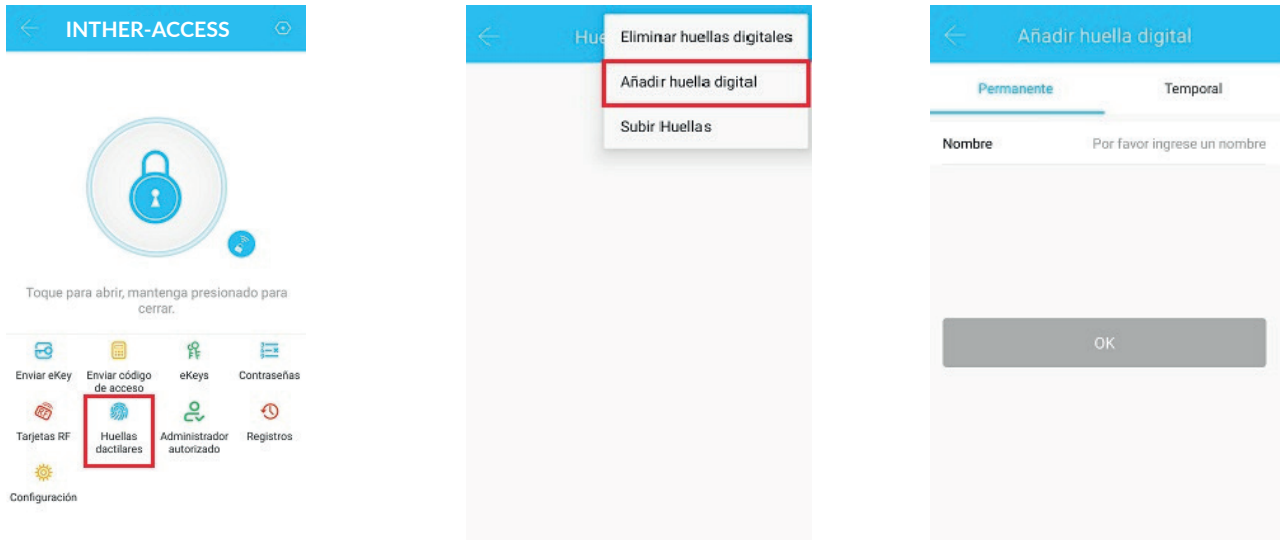 INTHER-ACCESS
Toque para abrir, mantenga presionado para
cerrar.
Enviar eKey
Enviar código
de acceso
eKeys
Contraseñas
Tarjetas RF
Huellas
dactilares
Administrador
autorizado
Registros
Configuración
Hue
Eliminar huellas digitales
Añadir huella digital
Subir Huellas
Añadir huella digital
Permanente
Temporal
Nombre
Por favor ingrese un nombre
OK